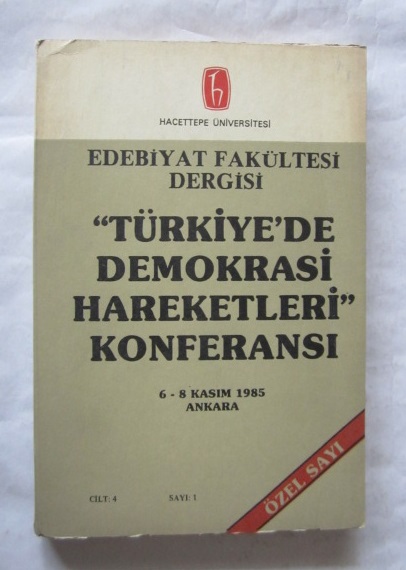 HACETTEPE ÜNİVERSİTESİ
EDEBİYAT FAKÜLTESİ
DERGİSİ
“TÜRKİYE’DE
DEMOKRASİ
HAREKETLERİ”
KONFERANSI
6 - 8 KASIM 1985
ANKARA
ÖZEL SAYI
CİLT: 4 SAYI: 1